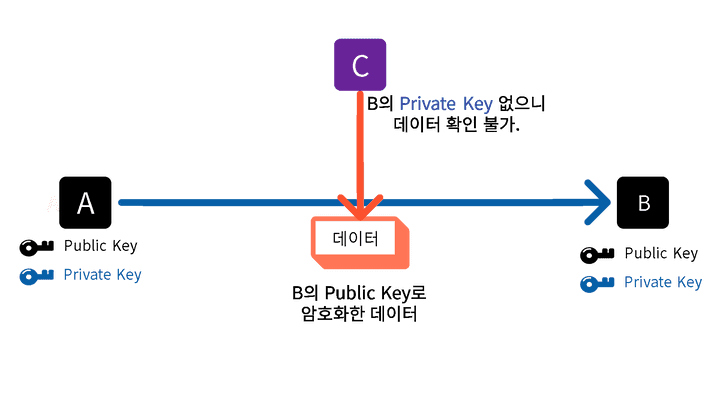 C
B의 Private Key 없으니
데이터 확인 불가.
A
B
Public Key
Private Key
데이터
Public Key
Private Key
B의 Public Key로
암호화한 데이터